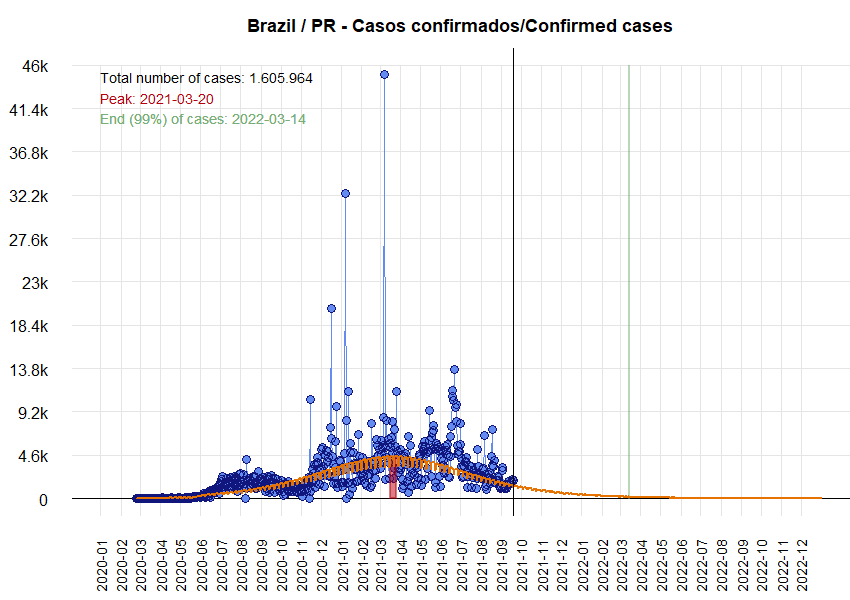 Brazil / PR - Casos confirmados/Confirmed cases
46k
Total number of cases: 1.605.964
Peak: 2021-03-20
End (99%) of cases: 2022-03-14
41.4k
36.8k
32.2k
27.6k
23k
18.4k
13.8k
9.2k
4.6k
0
2020-01
2020-02
2020-03
2020-04
2020-05
2020-06
2020-07
2020-08
2020-09
2020-10
2020-11
2020-12
2021-01
2021-02
2021-03
2021-04
2021-05
2021-06
2021-07
2021-08
2021-09
2021-10
2021-11
2021-12
2022-01
2022-02
2022-03
2022-04
2022-05
2022-06
2022-07
2022-08
2022-09
2022-10
2022-11
2022-12